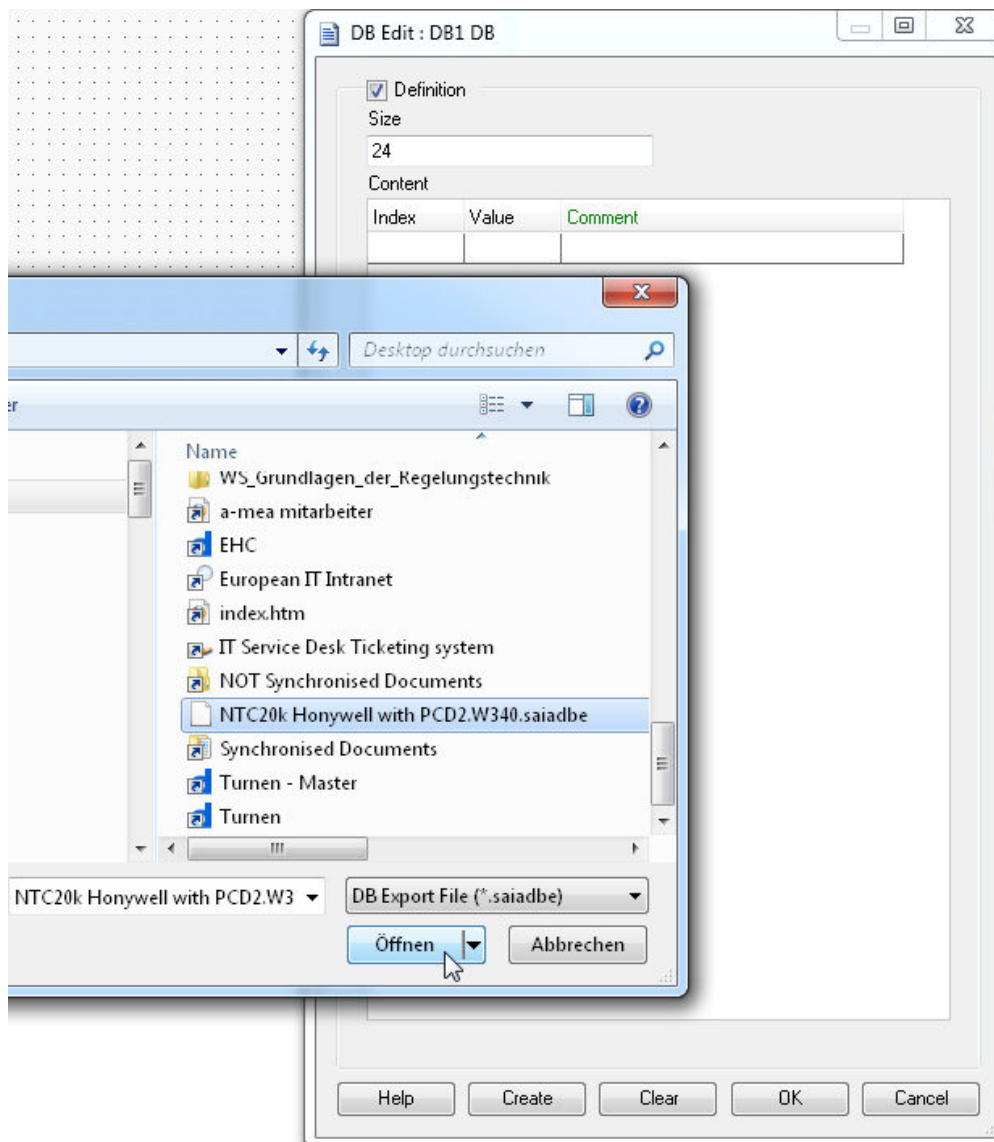 DB Edit : DB1 DB
Definition
Size
24
Content
Index Value Comment
Desktop durchsuchen
er
Name
WS_Grundlagen_der_Regelungstechnik
a-mea mitarbeiter
EHC
European IT Intranet
index.htm
IT Service Desk Ticketing system
NOT Synchronised Documents
NTC20k Honywell with PCD2.W340.saiadbe
Synchronised Documents
Turnen - Master
Turnen
NTC20k Honywell with PCD2.W3 DB Export File (*.saiadbe)
Öffnen Abbrechen
Help Create Clear OK Cancel